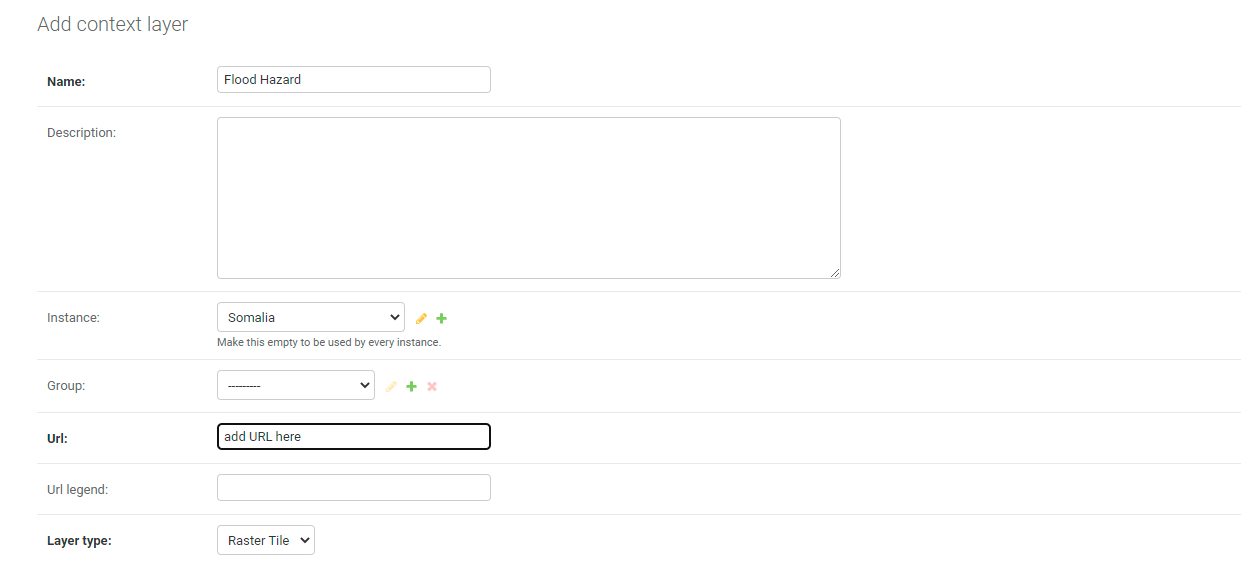 Add context layer
Name: Flood Hazard
Description:
Instance: Somalia
Make this empty to be used by every instance.
Group: ---------
Url: add URL here
Url legend:
Layer type: Raster Tile